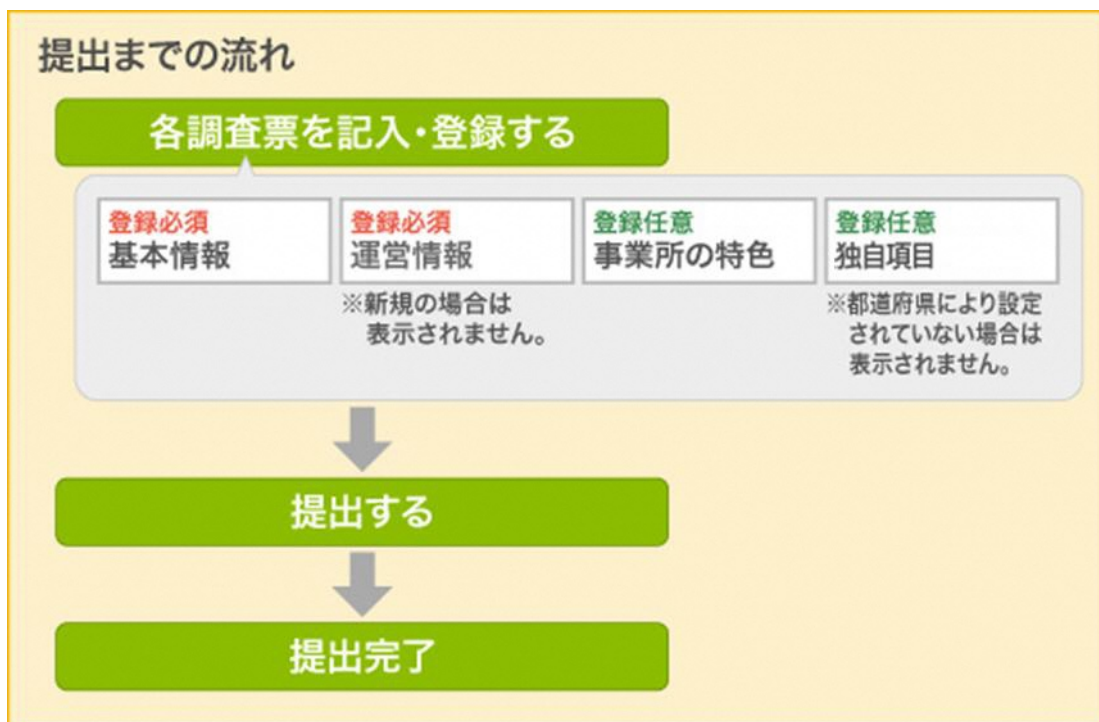 提出までの流れ
各調査票を記入・登録する
登録必須
基本情報
登録必須
運営情報
※新規の場合は
表示されません。
登録任意
事業所の特色
登録任意
独自項目
※都道府県により設定
されていない場合は
表示されません。
提出する
提出完了